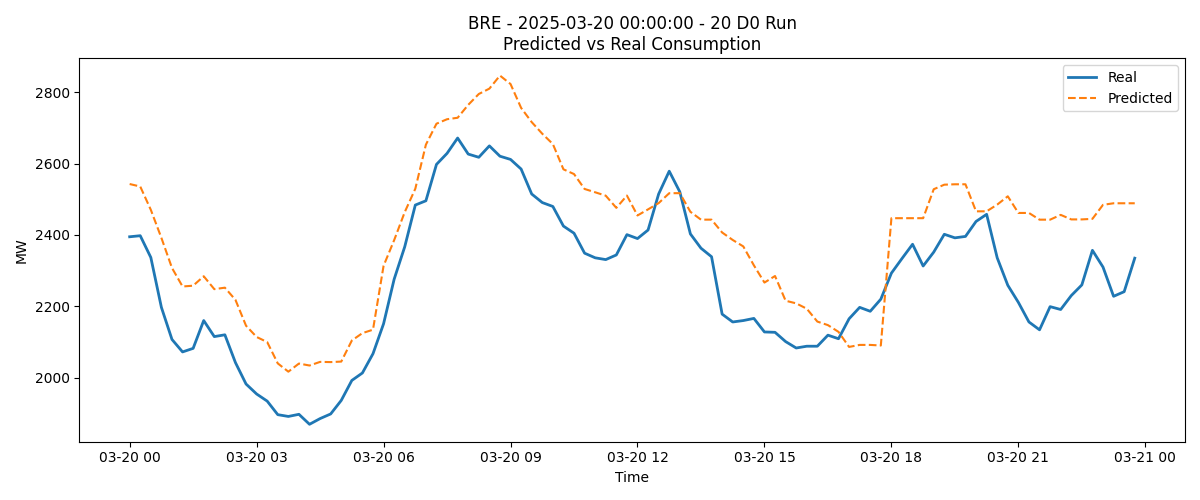 BRE - 2025-03-20 00:00:00 - 20 D0 Run
Predicted vs Real Consumption
Real
Predicted
MW
2800
2600
2400
2200
2000
03-20 00
03-20 03
03-20 06
03-20 09
03-20 12
03-20 15
03-20 18
03-20 21
03-21 00
Time